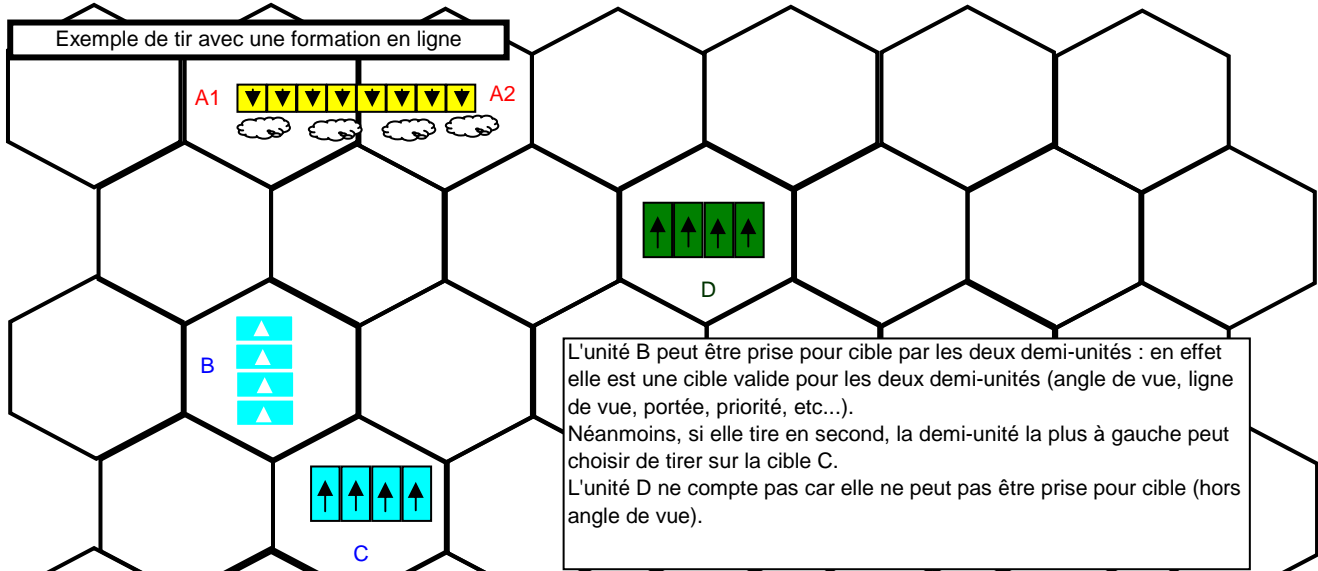 Exemple de tir avec une formation en ligne
A1
A2
D
B
L'unité B peut être prise pour cible par les deux demi-unités : en effet
elle est une cible valide pour les deux demi-unités (angle de vue, ligne
de vue, portée, priorité, etc...).
Néanmoins, si elle tire en second, la demi-unité la plus à gauche peut
choisir de tirer sur la cible C.
L'unité D ne compte pas car elle ne peut pas être prise pour cible (hors
angle de vue).
C